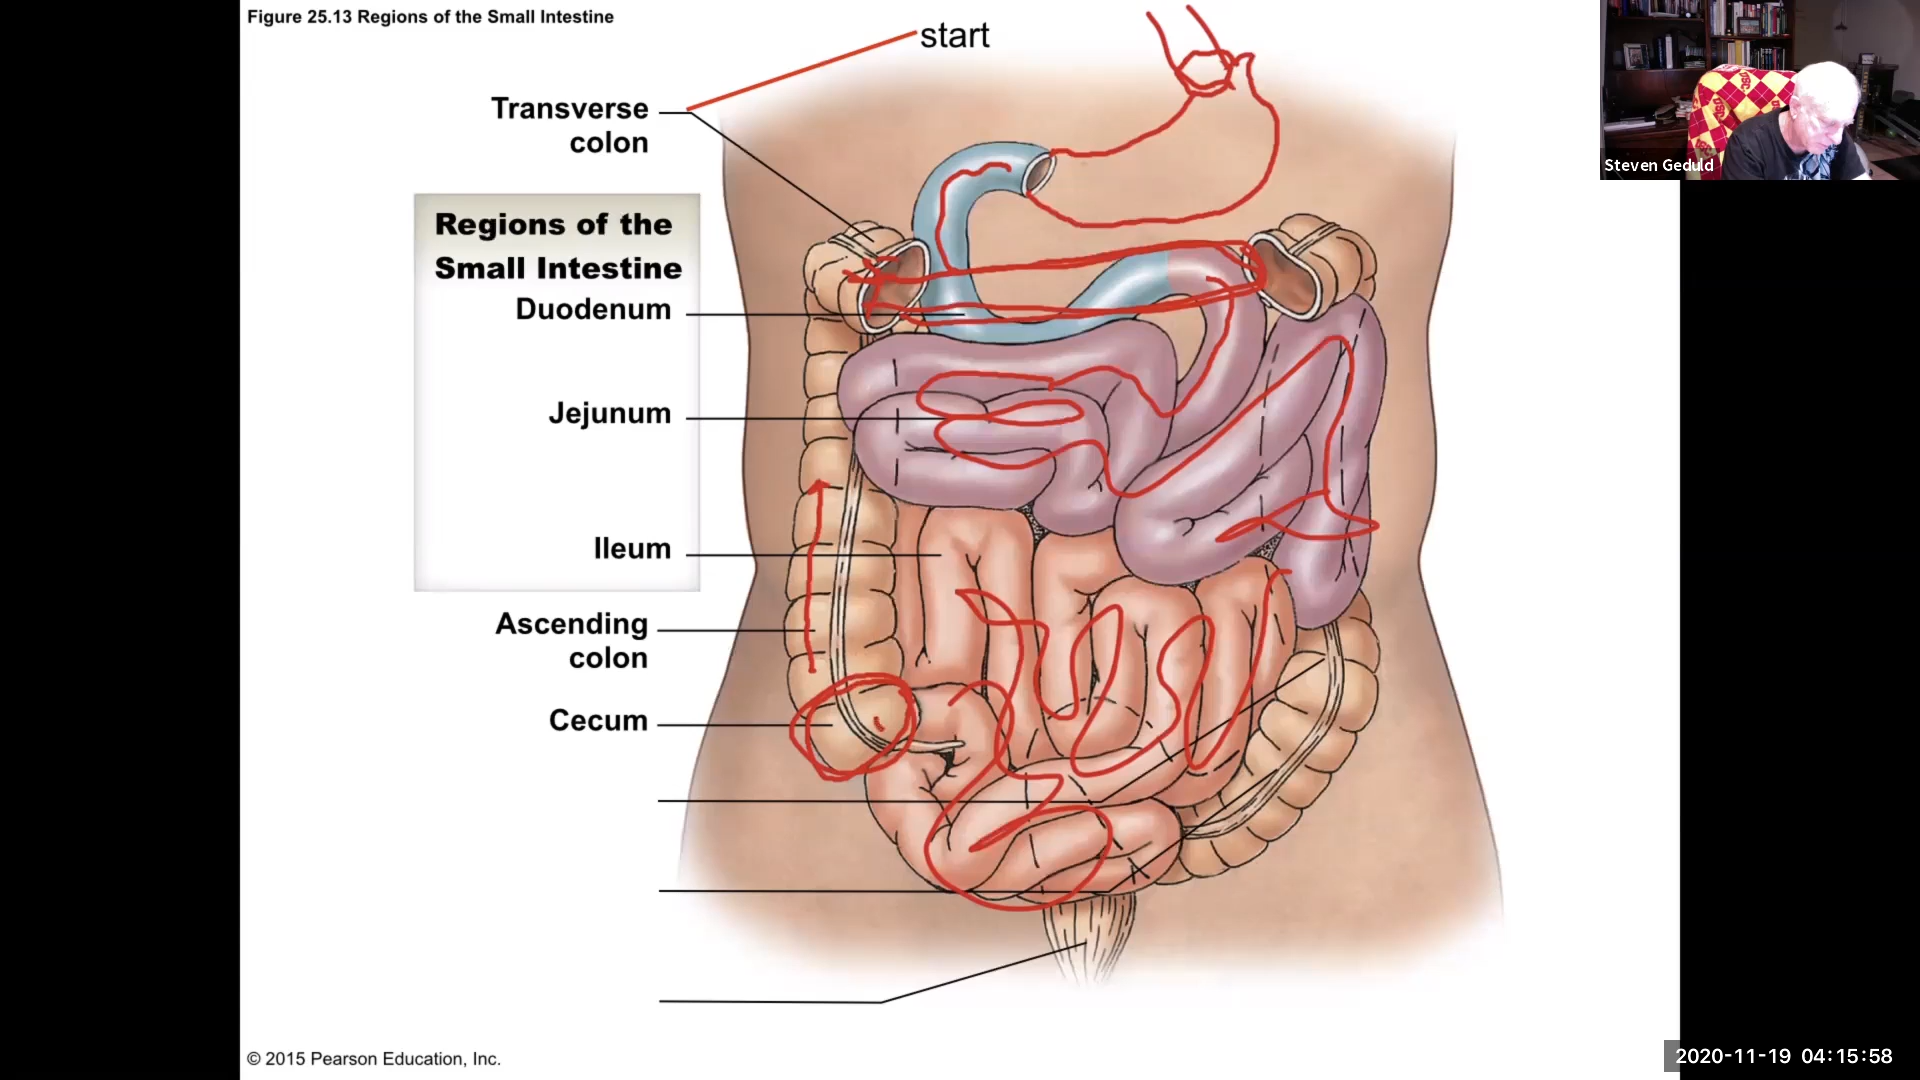 Figure 25.13 Regions of the Small Intestine
start
Transverse
colon
Regions of the
Small Intestine
Duodenum
Jejunum
Ileum
Ascending
colon
Cecum
© 2015 Pearson Education, Inc.
Steven Geduld
2020-11-19 04:15:58